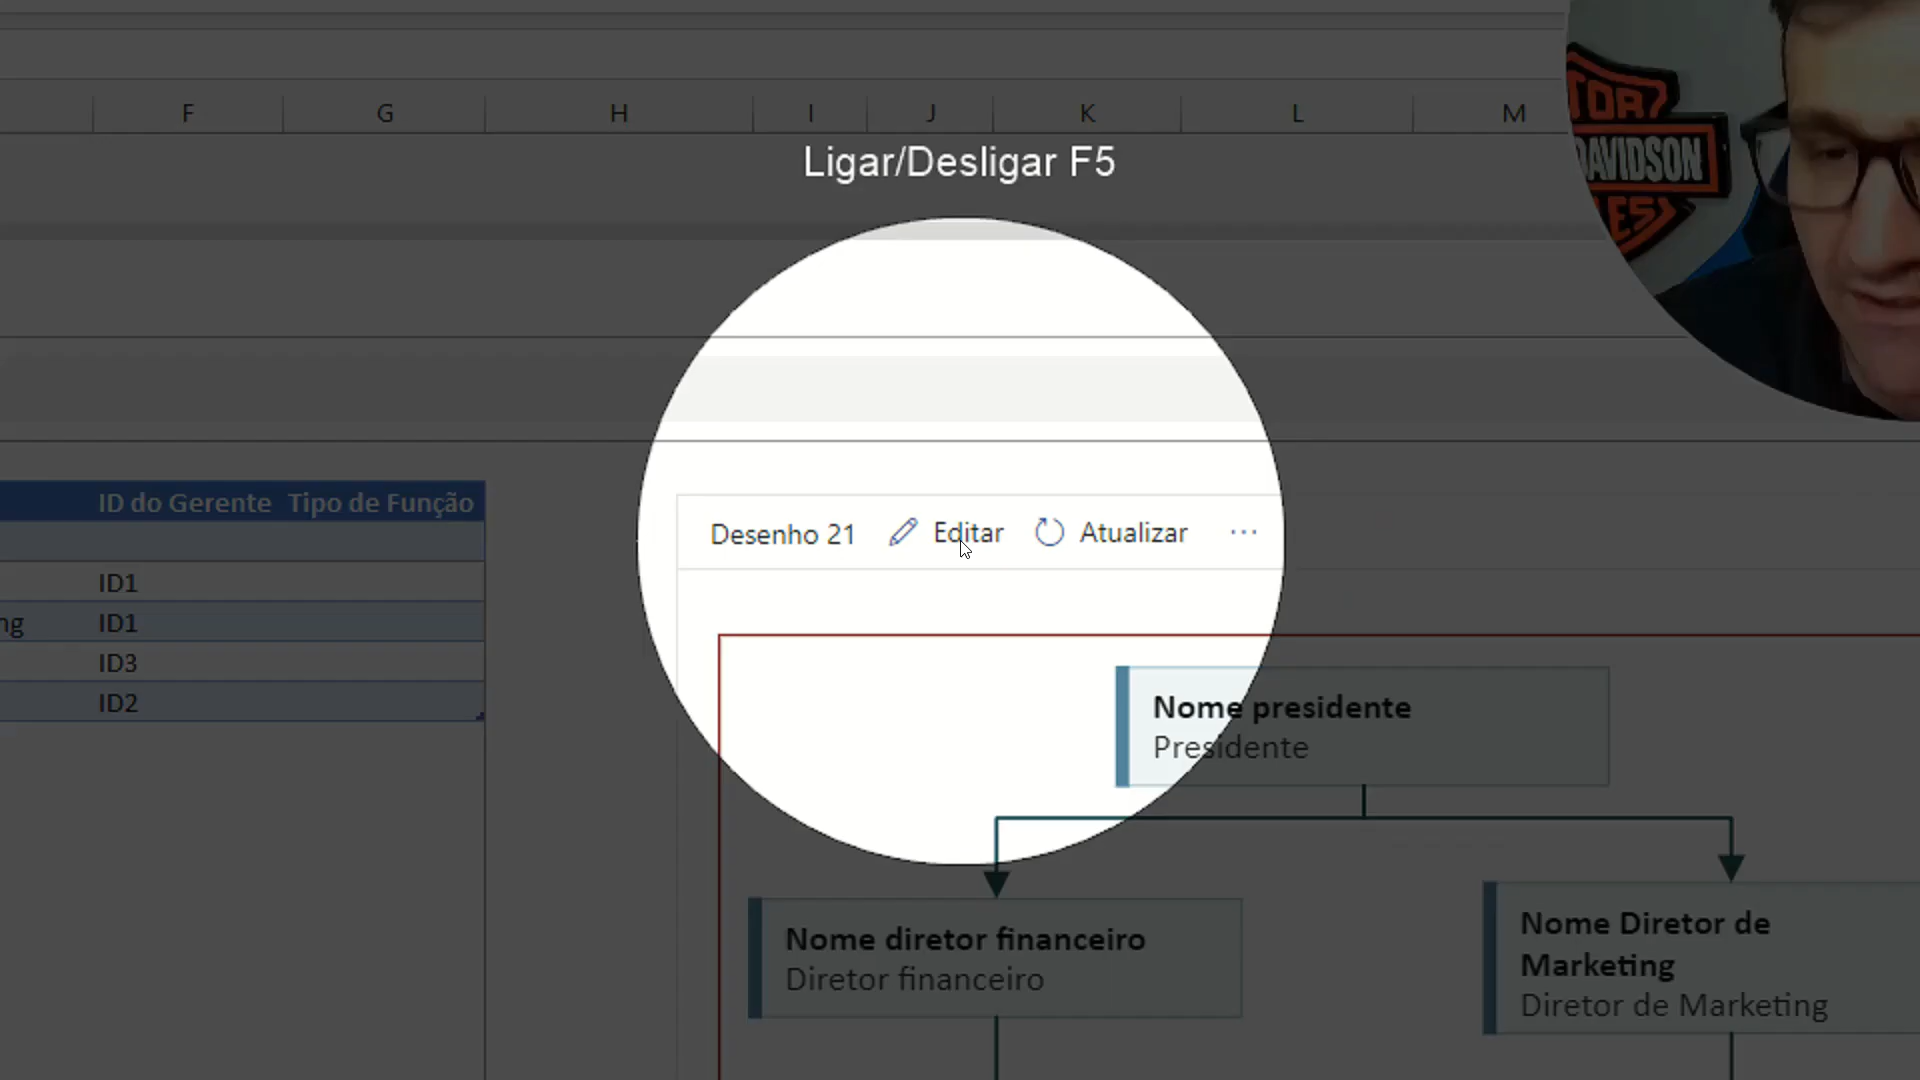 F G H I J K L M
Ligar/Desligar F5
DAVIDSON
ID do Gerente Tipo de Função
Desenho 21 Editar Atualizar ...
ID1
ng ID1
ID3
ID2
Nome presidente
Presidente
Nome diretor financeiro
Diretor financeiro
Nome Diretor de
Marketing
Diretor de Marketing